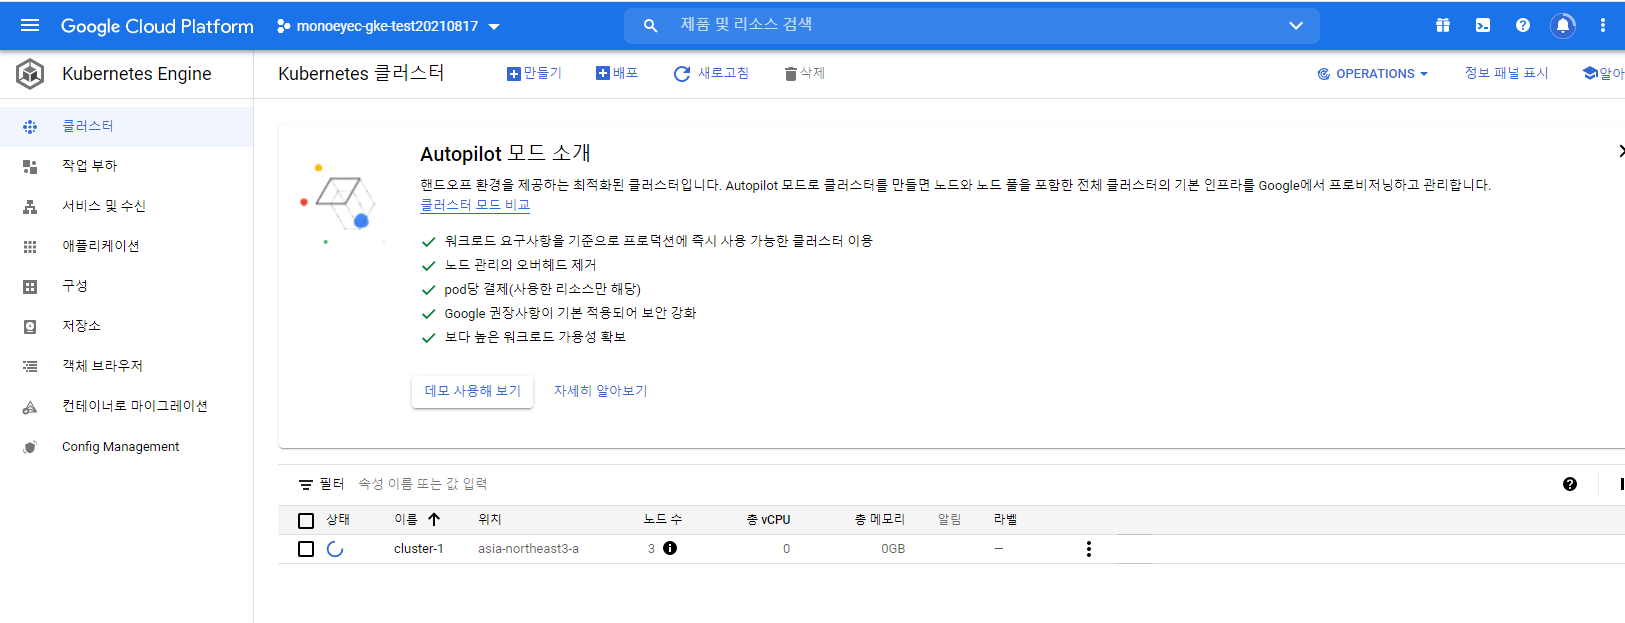 Google Cloud Platform
monoeyec-gke-test20210817
제품 및 리소스 검색
Kubernetes Engine
Kubernetes 클러스터
만들기
배포
새로고침
삭제
OPERATIONS
정보 패널 표시
알아
클러스터
작업 부하
서비스 및 수신
애플리케이션
구성
저장소
객체 브라우저
컨테이너로 마이그레이션
Config Management
Autopilot 모드 소개
핸드오프 환경을 제공하는 최적화된 클러스터입니다. Autopilot 모드로 클러스터를 만들면 노드와 노드 풀을 포함한 전체 클러스터의 기본 인프라를 Google에서 프로비저닝하고 관리합니다.
클러스터 모드 비교
워크로드 요구사항을 기준으로 프로덕션에 즉시 사용 가능한 클러스터 이용
노드 관리의 오버헤드 제거
pod당 결제(사용한 리소스만 해당)
Google 권장사항이 기본 적용되어 보안 강화
보다 높은 워크로드 가용성 확보
데모 사용해 보기
자세히 알아보기
필터 속성 이름 또는 값 입력
상태 이름 위치 노드 수 총 vCPU 총 메모리 알림 라벨
cluster-1 asia-northeast3-a 3 0 0GB —